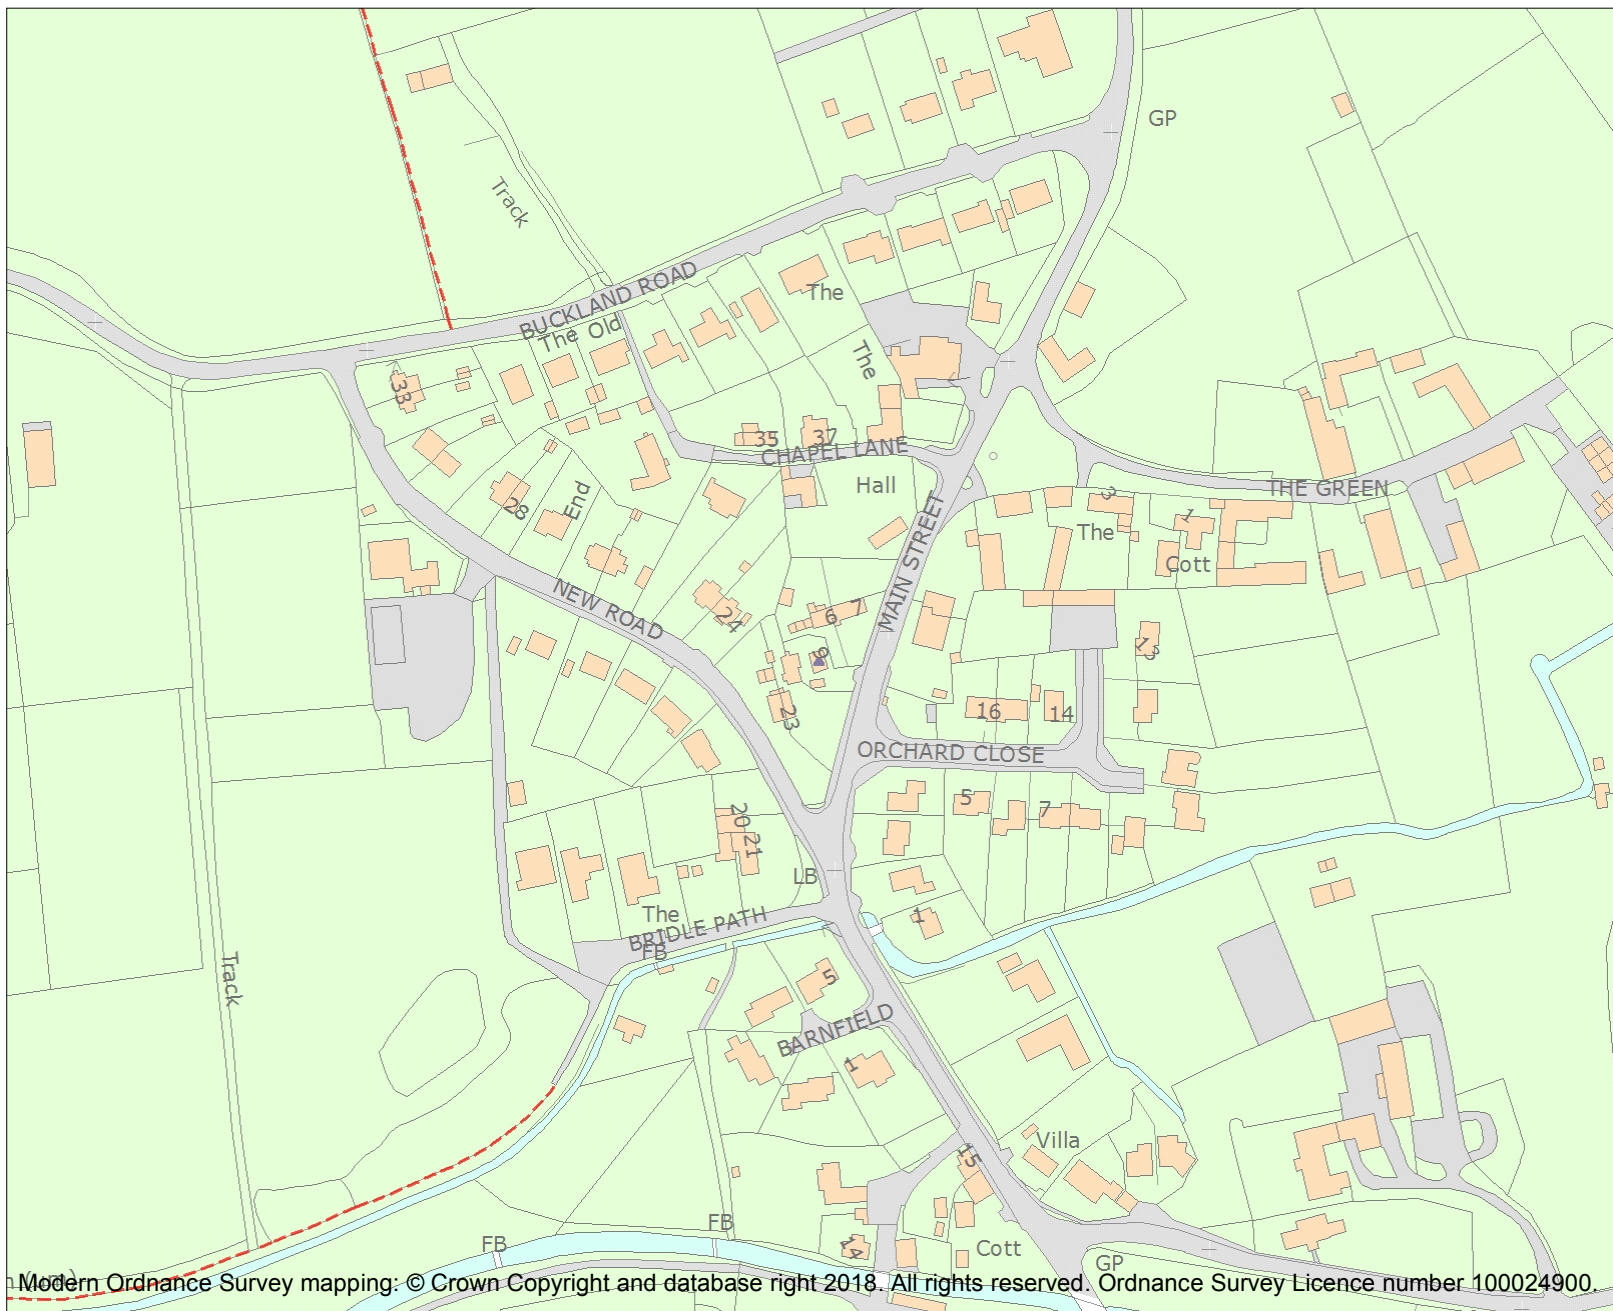 GP
Track
BUCKLAND ROAD
The Old
The
The
33
35
37
CHAPEL LANE
Hall
28
End
THE GREEN
3
1
The
Cott
MAIN STREET
NEW ROAD
24
6
7
9
13
23
16
14
ORCHARD CLOSE
5
7
20
21
LB
The
BRIDLE PATH
FB
1
Track
5
BARNFIELD
1
15
Villa
FB
FB
14
Cott
GP
Modern Ordnance Survey mapping: © Crown Copyright and database right 2018. All rights reserved. Ordnance Survey Licence number 100024900.